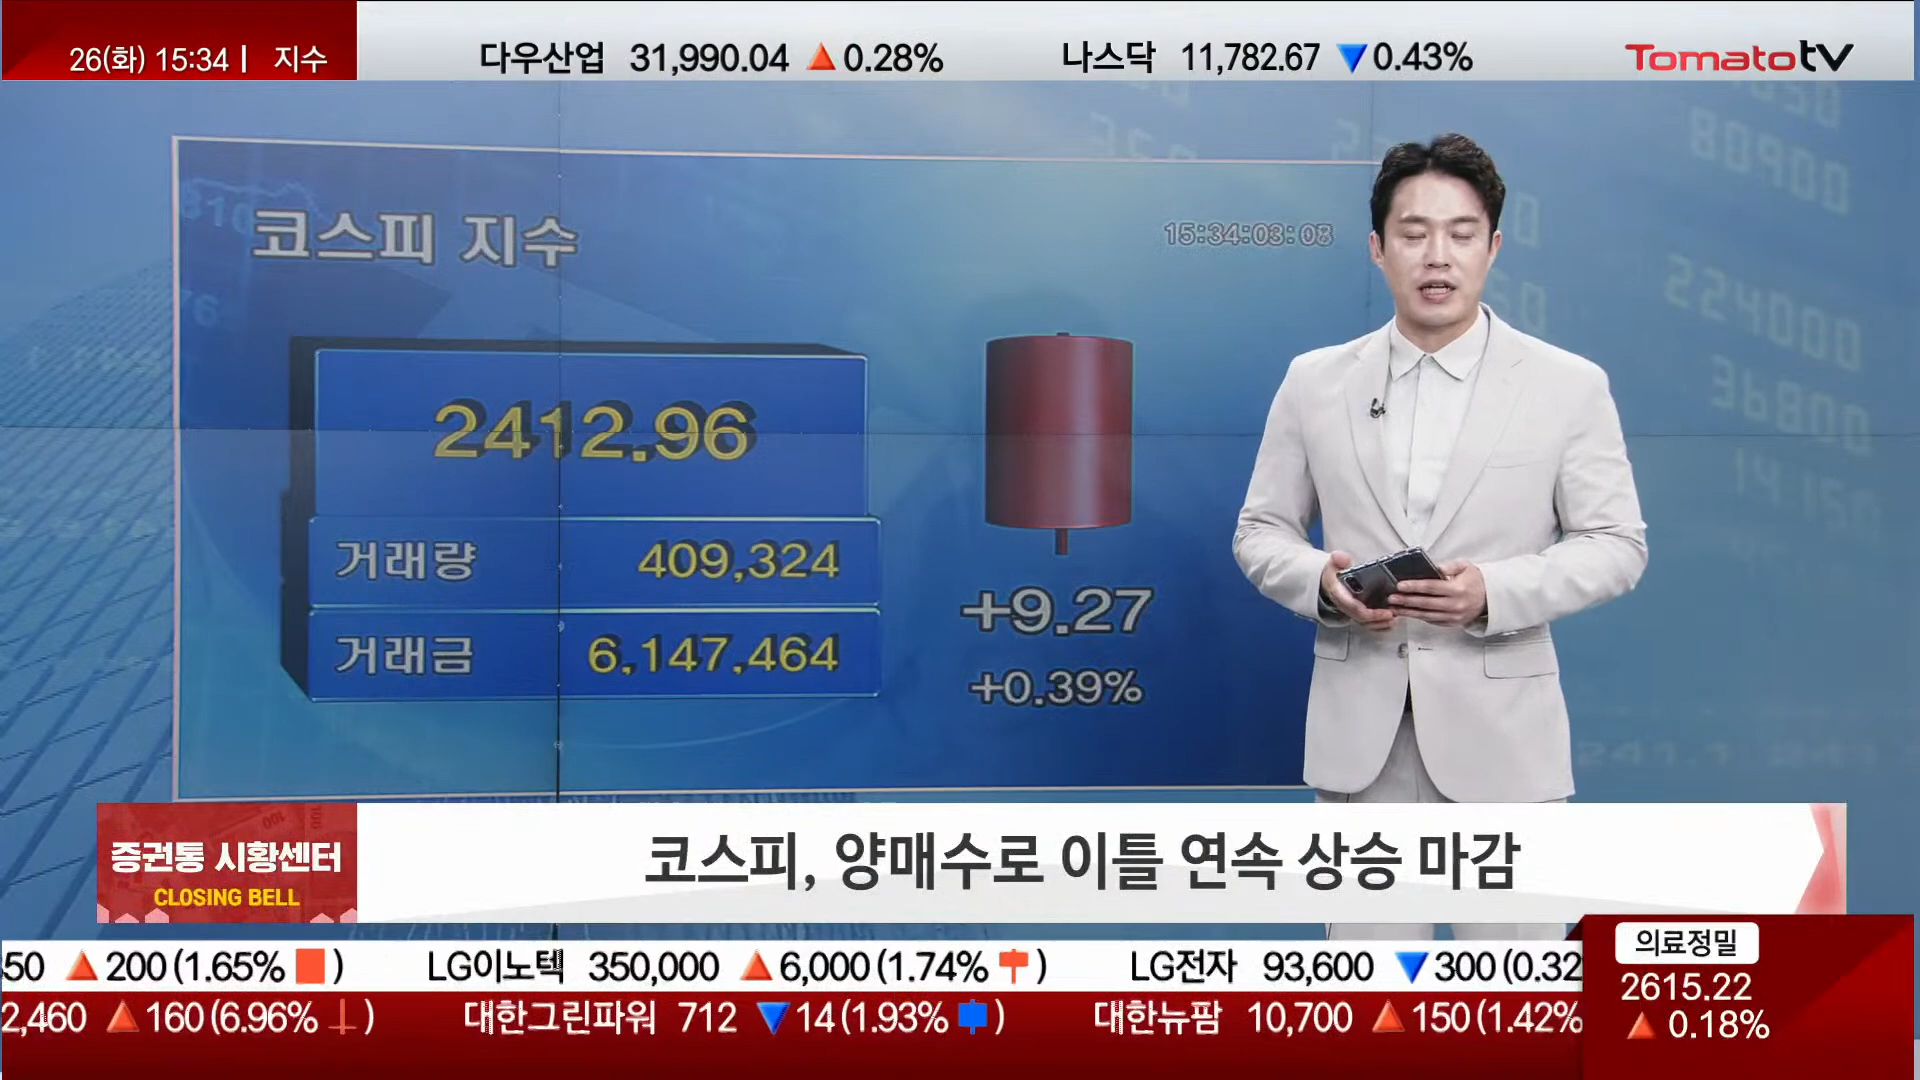 26(화) 15:34 | 지수
다우산업 31,990.04 ▲ 0.28%
나스닥 11,782.67 ▼ 0.43%
Tomatotv
코스피 지수
15:34:03:08
2412.96
거래량 409,324
거래금 6,147,464
+9.27
+0.39%
80900
224000
36800
14150
증권통 시황센터
CLOSING BELL
코스피, 양매수로 이틀 연속 상승 마감
50 ▲ 200 (1.65% ) LG이노텍 350,000 ▲ 6,000 (1.74% ) LG전자 93,600 ▼ 300 (0.32
2,460 ▲ 160 (6.96% ) 대한그린파워 712 ▼ 14 (1.93% ) 대한뉴팜 10,700 ▲ 150 (1.42%
의료정밀
2615.22
▲ 0.18%